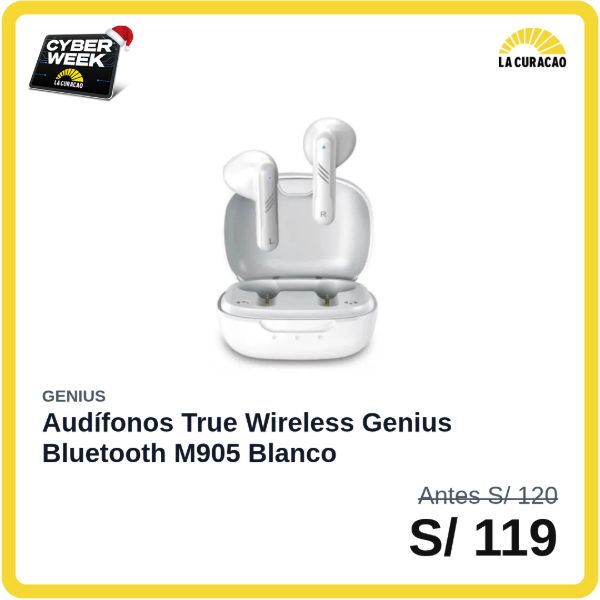 CYBER
WEEK
LA CURACAO
LA CURACAO
L
R
GENIUS
Audífonos True Wireless Genius
Bluetooth M905 Blanco
Antes S/ 120
S/ 119